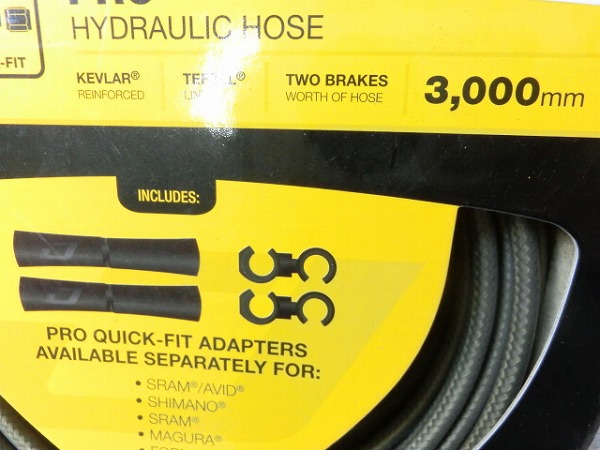 PRO
HYDRAULIC HOSE
-FIT
KEVLAR®
REINFORCED
TWO BRAKES
WORTH OF HOSE
3,000mm
INCLUDES:
PRO QUICK-FIT ADAPTERS
AVAILABLE SEPARATELY FOR:
• SRAM®/AVID®
• SHIMANO®
• SRAM®
• MAGURA®